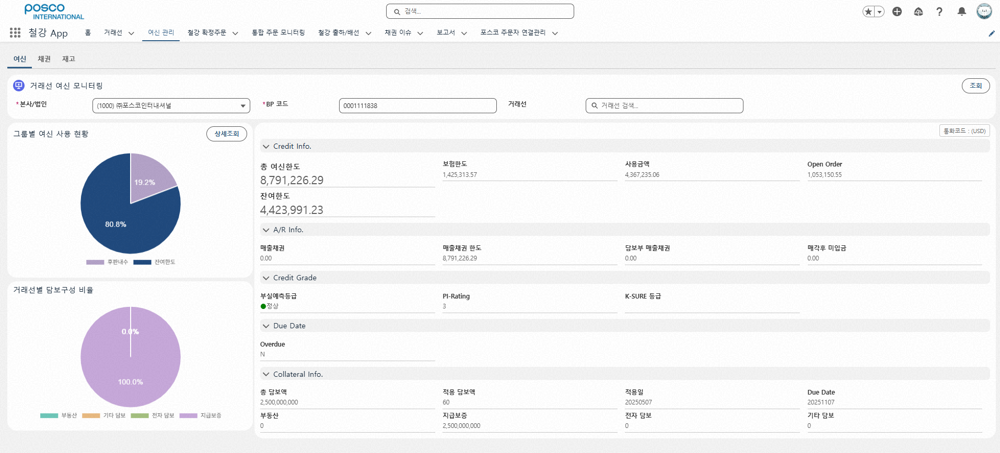 posco
INTERNATIONAL
검색...
철강 App
홈
거래선
여신 관리
철강 확정주문
통합 주문 모니터링
철강 출하/배선
채권 이슈
보고서
포스코 주문자 연결관리
여신
채권
재고
거래선 여신 모니터링
조회
*본사/법인
(1000) ㈜포스코인터내셔널
*BP 코드
0001111838
거래선
거래선 검색...
그룹별 여신 사용 현황
상세조회
19.2%
80.8%
후판내수
잔여한도
거래선별 담보구성 비율
0.0%
100.0%
부동산
기타 담보
전자 담보
지급보증
통화코드 : (USD)
Credit Info.
총 여신한도
8,791,226.29
보험한도
1,425,313.57
사용금액
4,367,235.06
Open Order
1,053,150.55
잔여한도
4,423,991.23
A/R Info.
매출채권
0.00
매출채권 한도
8,791,226.29
담보부 매출채권
0.00
매각후 미입금
0.00
Credit Grade
부실예측등급
정상
PI-Rating
3
K-SURE 등급
Due Date
Overdue
N
Collateral Info.
총 담보액
2,500,000,000
적용 담보액
60
적용일
20250507
Due Date
20251107
부동산
0
지급보증
2,500,000,000
전자 담보
0
기타 담보
0